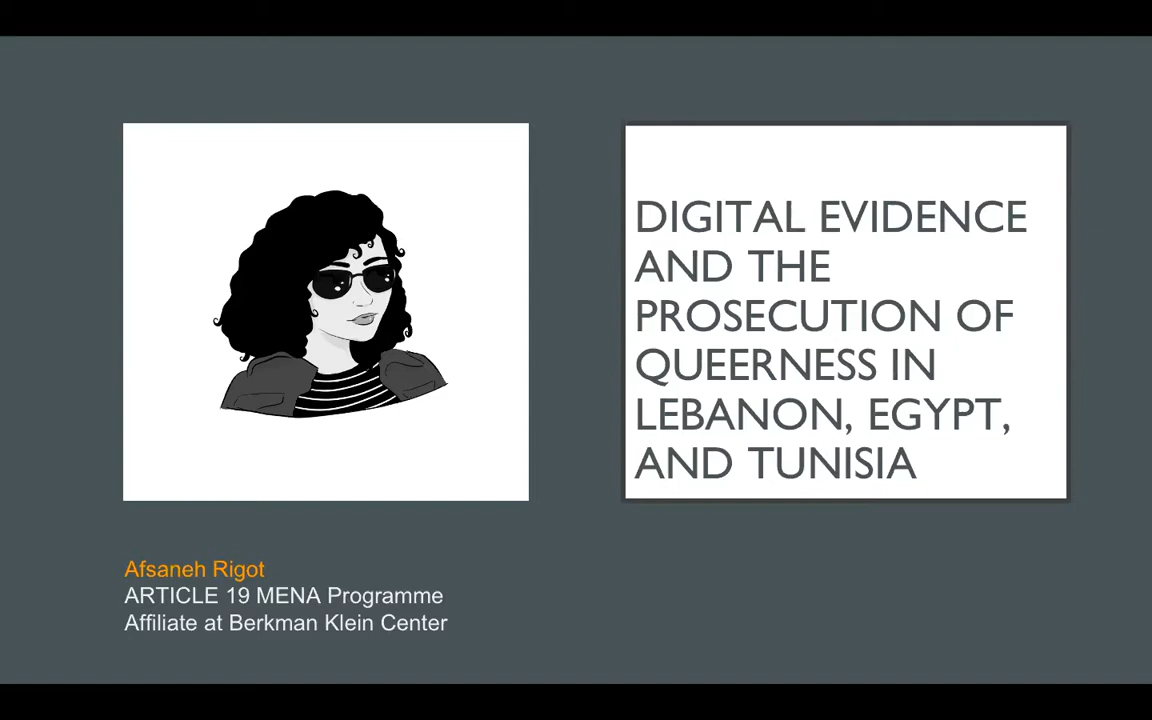 DIGITAL EVIDENCE
AND THE
PROSECUTION OF
QUEERNESS IN
LEBANON, EGYPT,
AND TUNISIA
Afsaneh Rigot
ARTICLE 19 MENA Programme
Affiliate at Berkman Klein Center